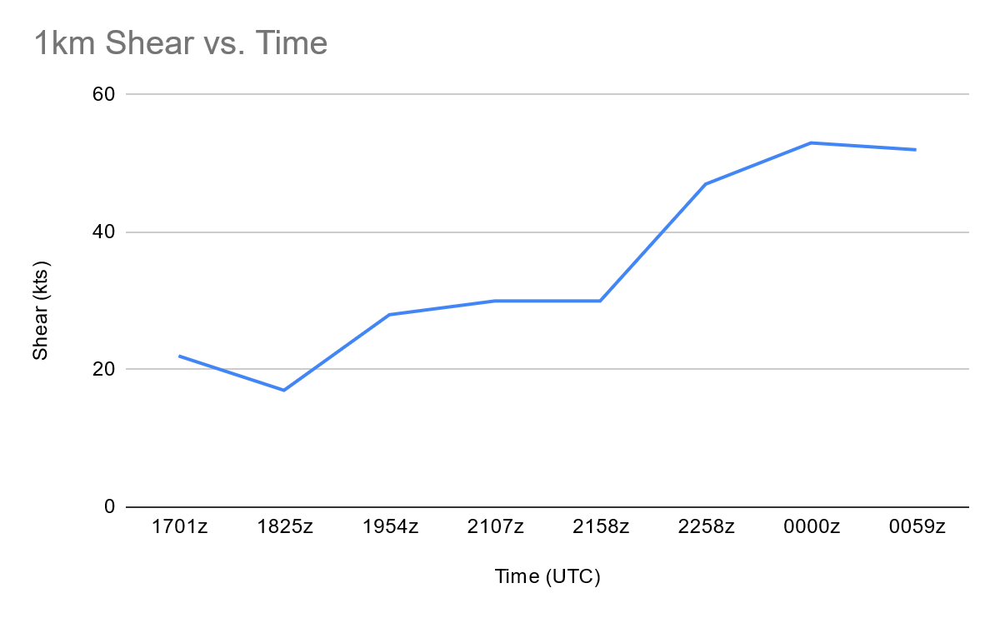 1km Shear vs. Time
60
40
20
0
Shear (kts)
1701z 1825z 1954z 2107z 2158z 2258z 0000z 0059z
Time (UTC)